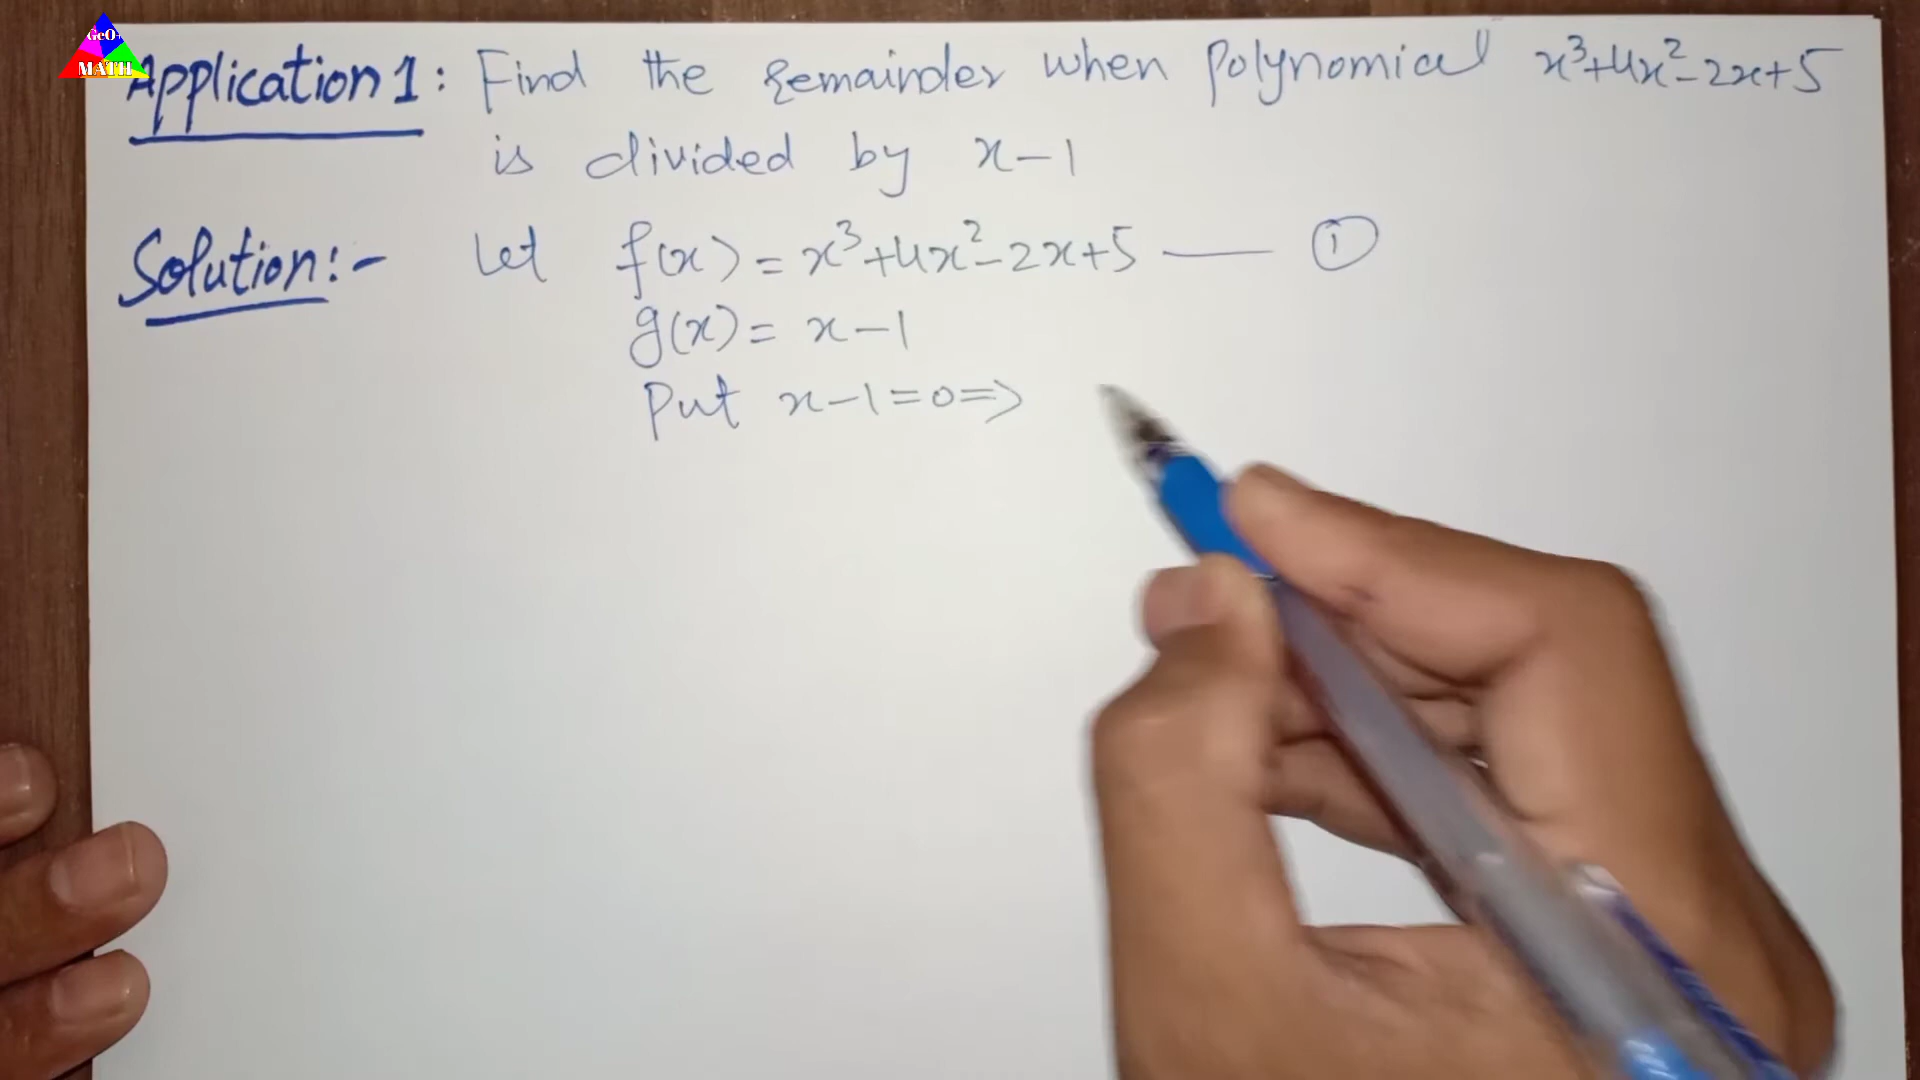 GeO+
MATH
Application 1: Find the remainder when polynomial x³+4x²-2x+5
is divided by x-1
Solution:- Let f(x) = x³+4x²-2x+5 —— ①
g(x) = x-1
Put x-1=0⇒